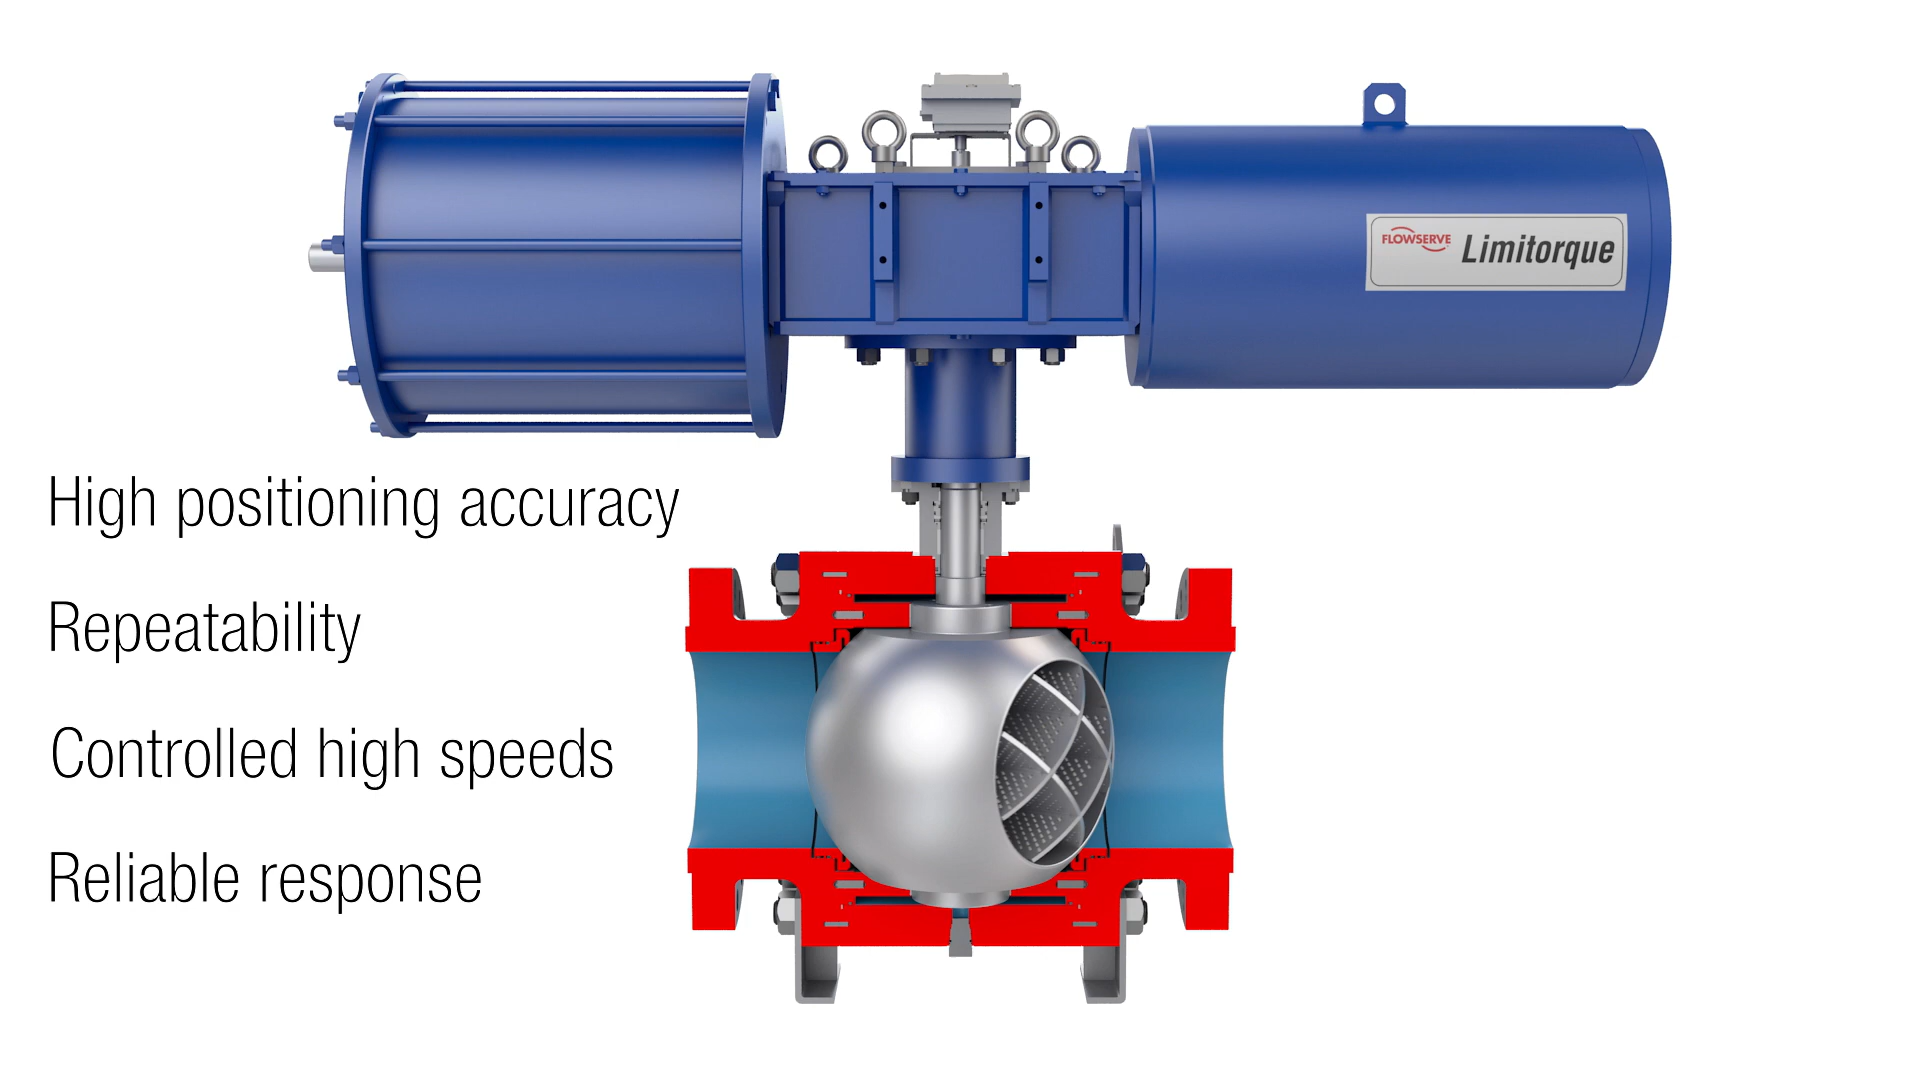 FLOWSERVE Limitorque
High positioning accuracy
Repeatability
Controlled high speeds
Reliable response